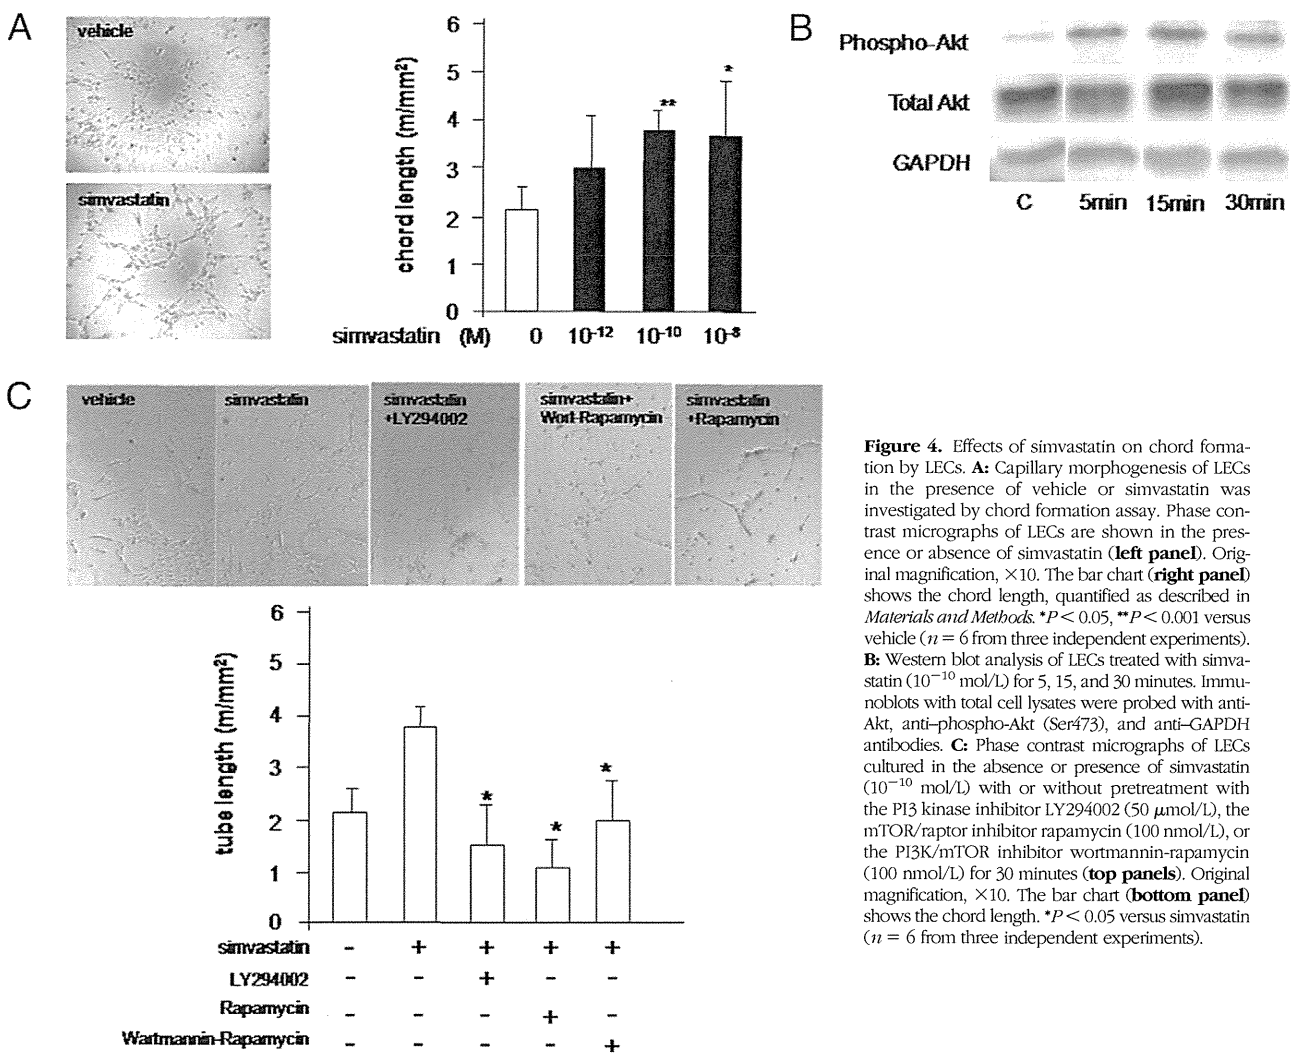 A
vehicle
simvastatin
6
5
4
3
2
1
0
chord length (m/mm²)
**
*
simvastatin (M) 0 10⁻¹² 10⁻¹⁰ 10⁻⁸
B
Phospho-Akt
Total Akt
GAPDH
C 5min 15min 30min
C
vehicle
simvastatin
simvastatin
+LY294002
simvastatin+
Wort-Rapamycin
simvastatin
+Rapamycin
6
5
4
3
2
1
0
tube length (m/mm²)
*
*
*
simvastatin - + + + +
LY294002 - - + - -
Rapamycin - - - + -
Wartmannin-Rapamycin - - - - +
Figure 4. Effects of simvastatin on chord forma-
tion by LECs. A: Capillary morphogenesis of LECs
in the presence of vehicle or simvastatin was
investigated by chord formation assay. Phase con-
trast micrographs of LECs are shown in the pres-
ence or absence of simvastatin (left panel). Orig-
inal magnification, ×10. The bar chart (right panel)
shows the chord length, quantified as described in
Materials and Methods. *P < 0.05, **P < 0.001 versus
vehicle (n = 6 from three independent experiments).
B: Western blot analysis of LECs treated with simva-
statin (10⁻¹⁰ mol/L) for 5, 15, and 30 minutes. Immu-
noblots with total cell lysates were probed with anti-
Akt, anti–phospho-Akt (Ser473), and anti–GAPDH
antibodies. C: Phase contrast micrographs of LECs
cultured in the absence or presence of simvastatin
(10⁻¹⁰ mol/L) with or without pretreatment with
the PI3 kinase inhibitor LY294002 (50 μmol/L), the
mTOR/raptor inhibitor rapamycin (100 nmol/L), or
the PI3K/mTOR inhibitor wortmannin-rapamycin
(100 nmol/L) for 30 minutes (top panels). Original
magnification, ×10. The bar chart (bottom panel)
shows the chord length. *P < 0.05 versus simvastatin
(n = 6 from three independent experiments).